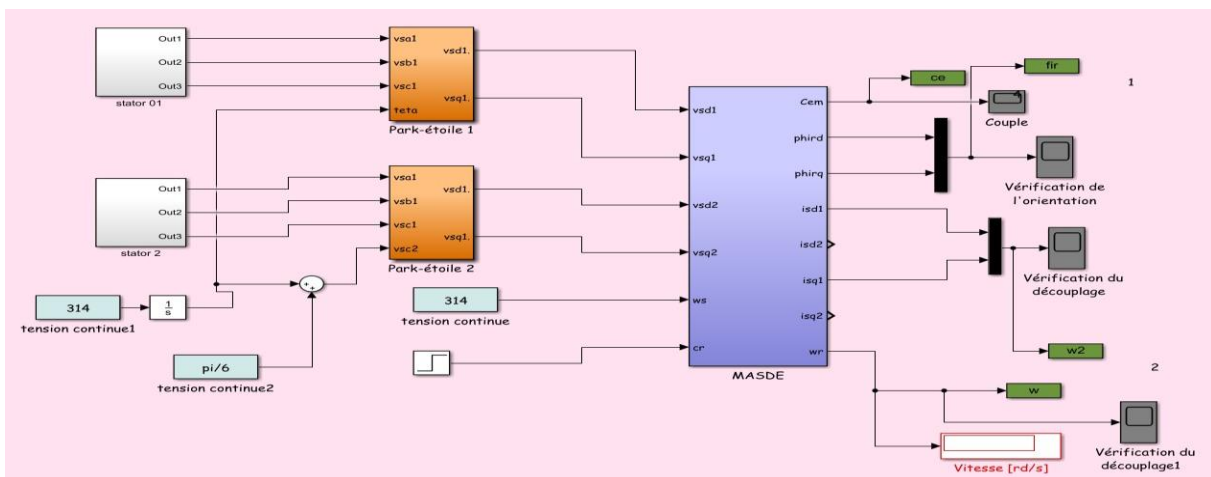 Out1
Out2
Out3
stator 01
vsa1
vsb1
vsc1
teta
vsd1.
vsq1.
Park-étoile 1
Out1
Out2
Out3
stator 2
vsa1
vsb1
vsc1
vsc2
vsd1.
vsq1.
Park-étoile 2
314
tension continue1
1
s
+
+
pi/6
tension continue2
314
tension continue
vsd1
vsq1
vsd2
vsq2
ws
cr
Cem
phird
phirq
isd1
isd2
isq1
isq2
wr
MASDE
ce
fir
1
Couple
Vérification de
l'orientation
Vérification du
découplage
w2
2
w
Vitesse [rd/s]
Vérification du
découplage1